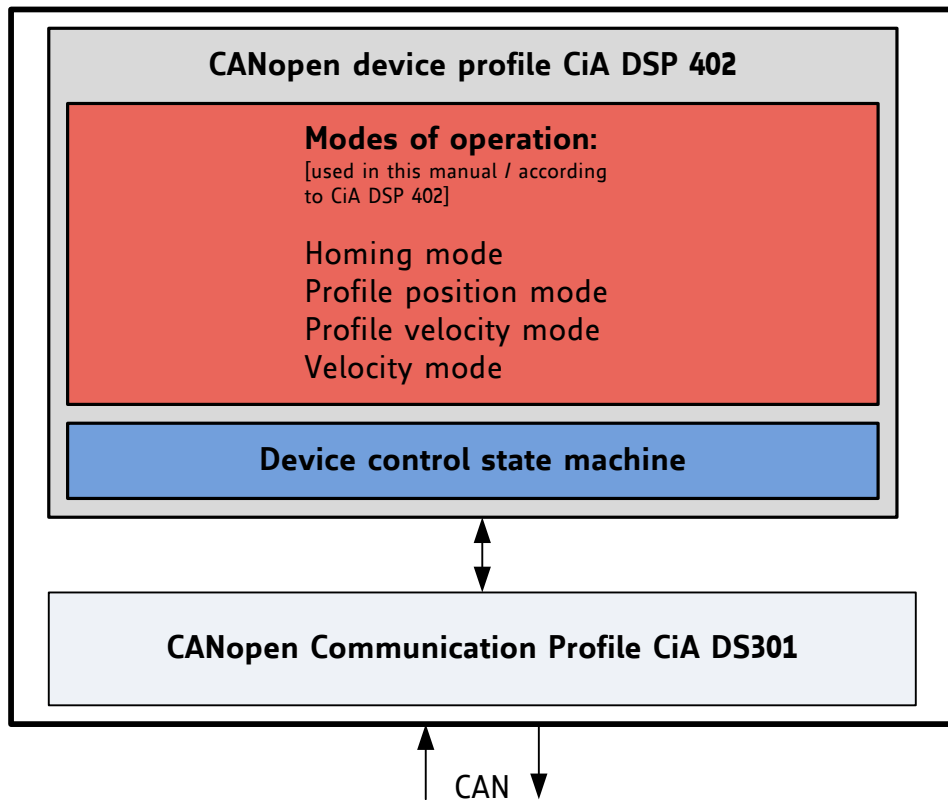 CANopen device profile CiA DSP 402
Modes of operation:
[used in this manual / according
to CiA DSP 402]
Homing mode
Profile position mode
Profile velocity mode
Velocity mode
Device control state machine
CANopen Communication Profile CiA DS301
CAN